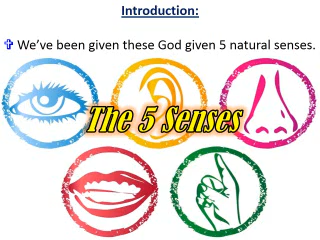 Introduction:
✞ We've been given these God given 5 natural senses.
The 5 Senses